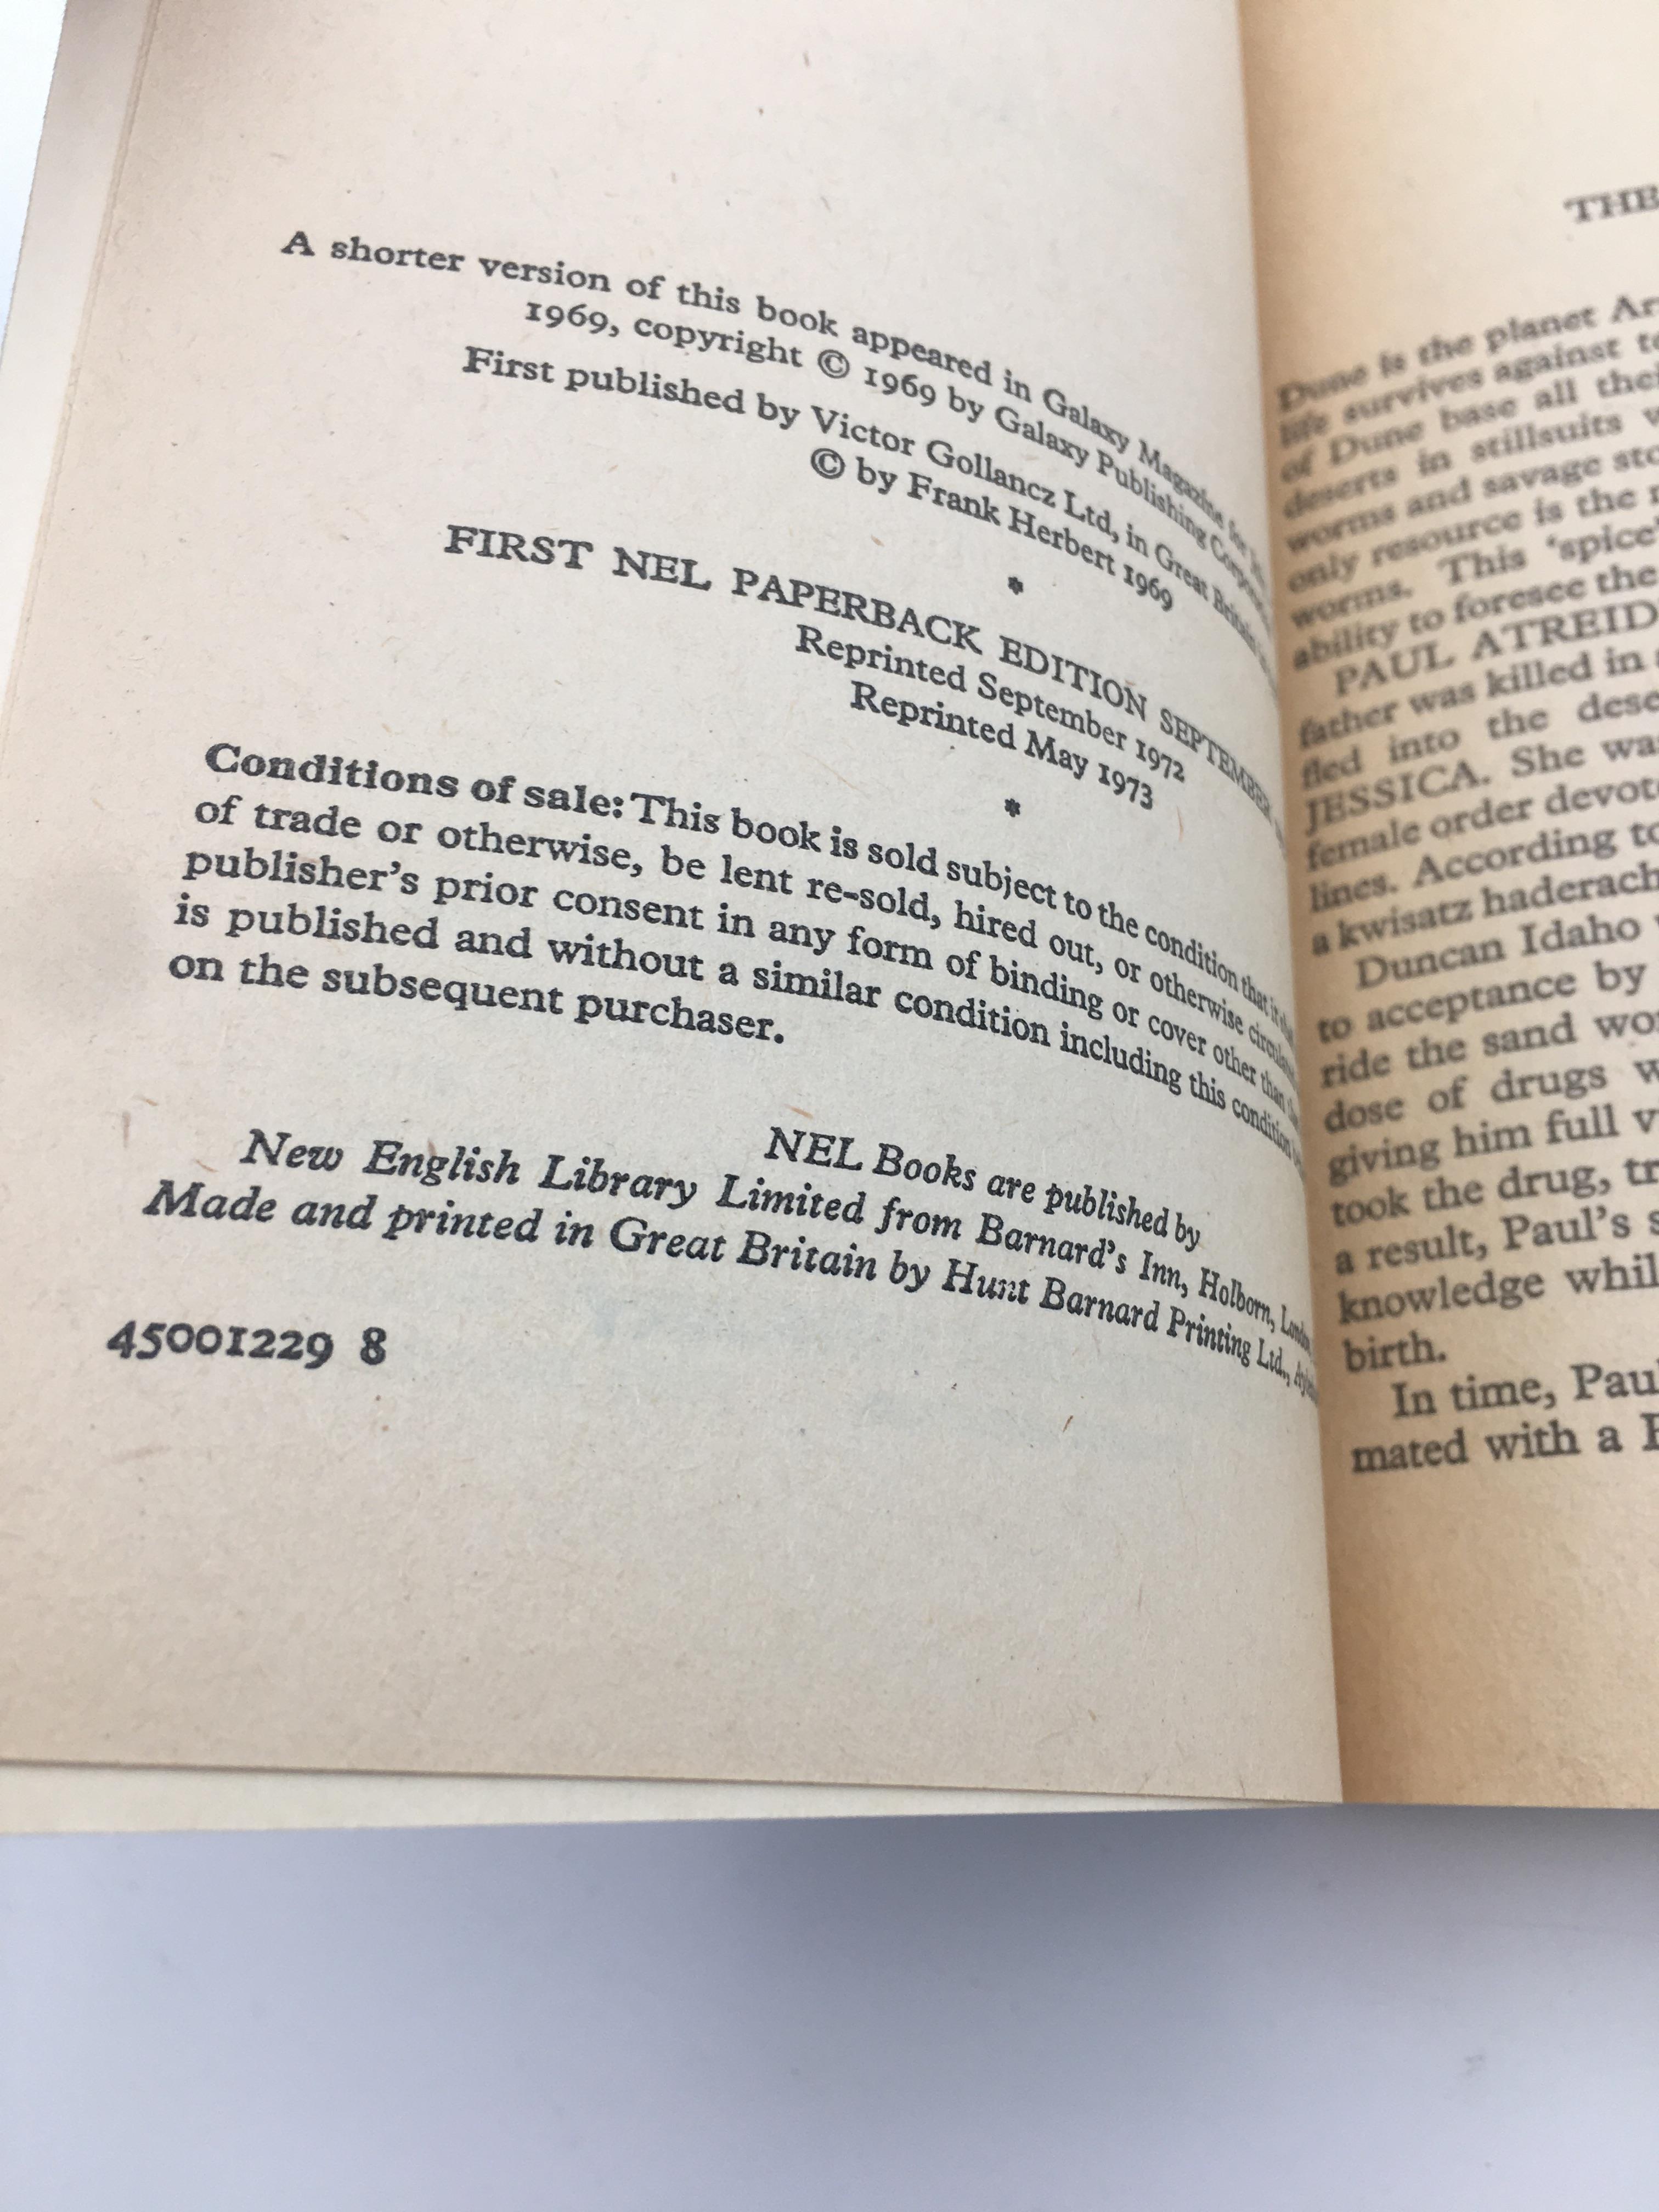 A shorter version of this book appeared in Galaxy Magazine for
1969, copyright © 1969 by Galaxy Publishing
First published by Victor Gollancz Ltd, in Great Britain
© by Frank Herbert 1969
*
FIRST NEL PAPERBACK EDITION SEPTEMBER
Reprinted September 1972
Reprinted May 1973
*
Conditions of sale: This book is sold subject to the condition that it
of trade or otherwise, be lent re-sold, hired out, or otherwise
publisher's prior consent in any form of binding or cover other than
is published and without a similar condition including this condition
on the subsequent purchaser.
NEL Books are published by
New English Library Limited from Barnard's Inn, Holborn, London
Made and printed in Great Britain by Hunt Barnard Printing Ltd.,
45001229 8
THE
Dune is the planet
life survives against
of Dune base all
deserts in stillsuits
worms and savage
only resource is the
worms. This 'spice'
ability to foresee the
PAUL
father was killed in
fled into the
JESSICA. She
female order
lines. According to
a kwisatz haderach
Duncan Idaho
to acceptance by
ride the sand
dose of drugs
giving him full
took the drug,
a result, Paul's
knowledge
birth.
In time,
mated with a